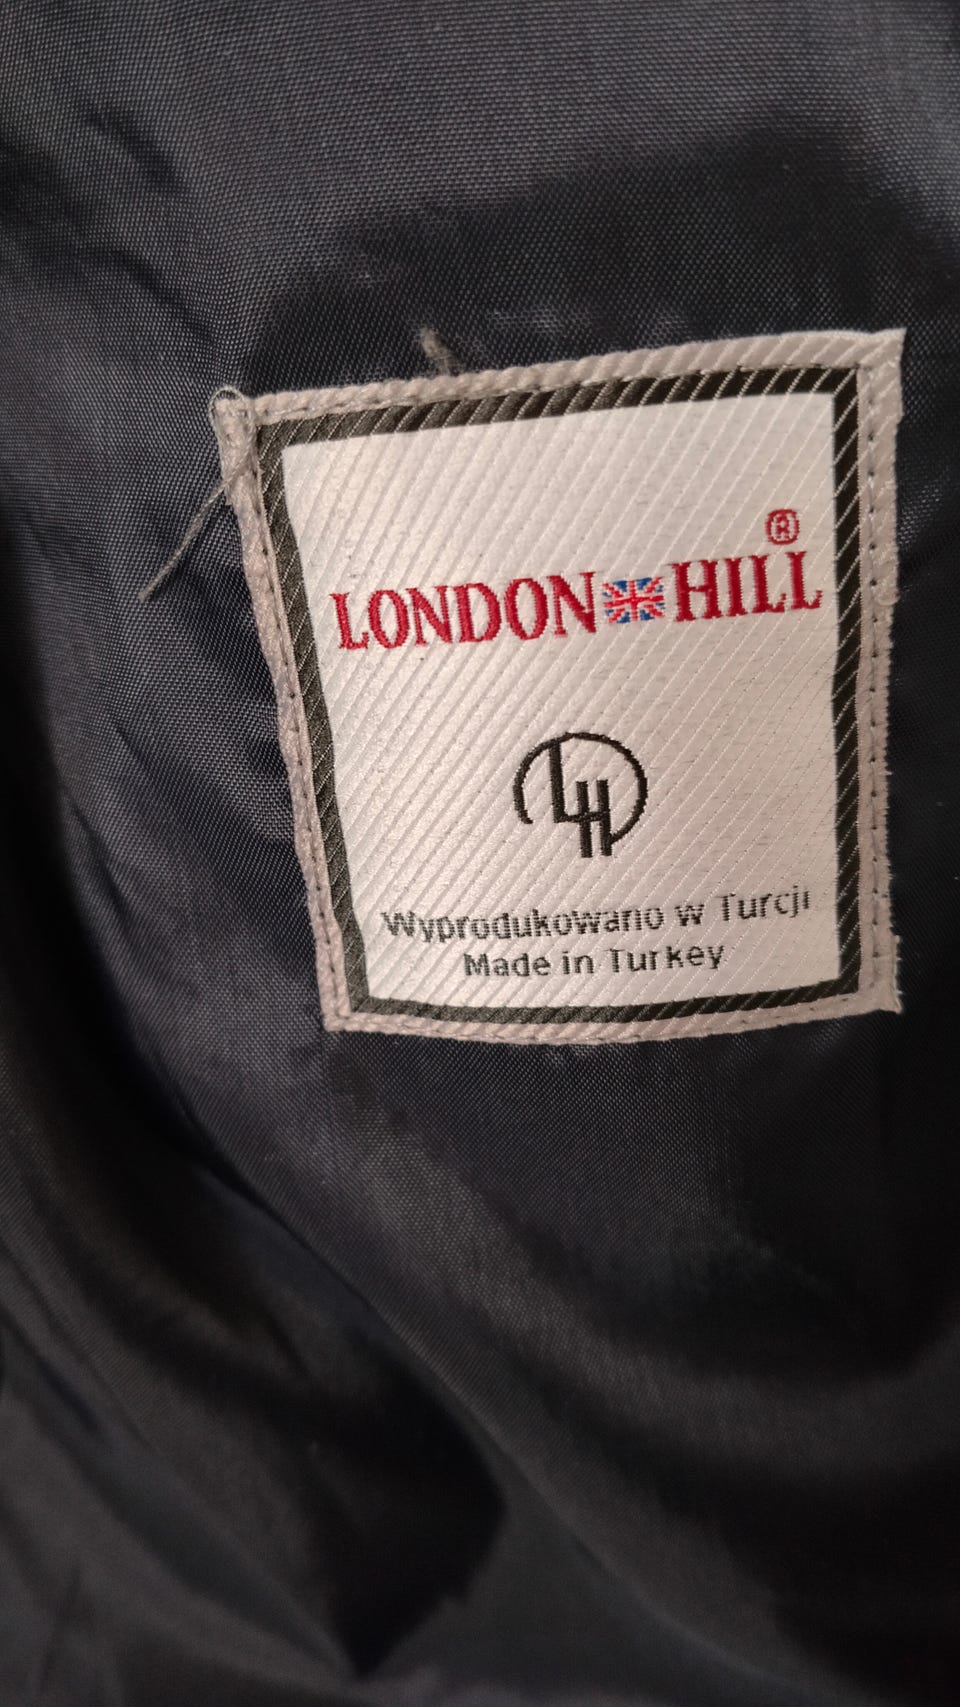 LONDON HILL®
LH
Wyprodukowano w Turcji
Made in Turkey